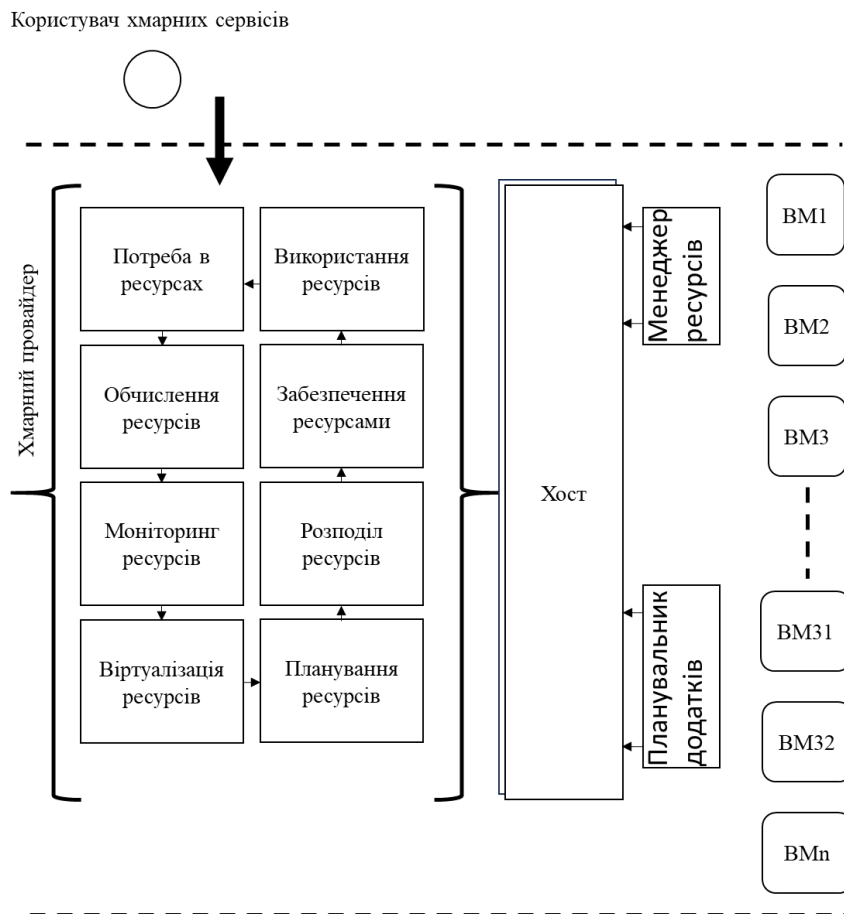 Користувач хмарних сервісів
Хмарний провайдер
Потреба в
ресурсах
Використання
ресурсів
Обчислення
ресурсів
Забезпечення
ресурсами
Моніторинг
ресурсів
Розподіл
ресурсів
Віртуалізація
ресурсів
Планування
ресурсів
Хост
Менеджер
ресурсів
Планувальник
додатків
ВМ1
ВМ2
ВМ3
ВМ31
ВМ32
ВМn